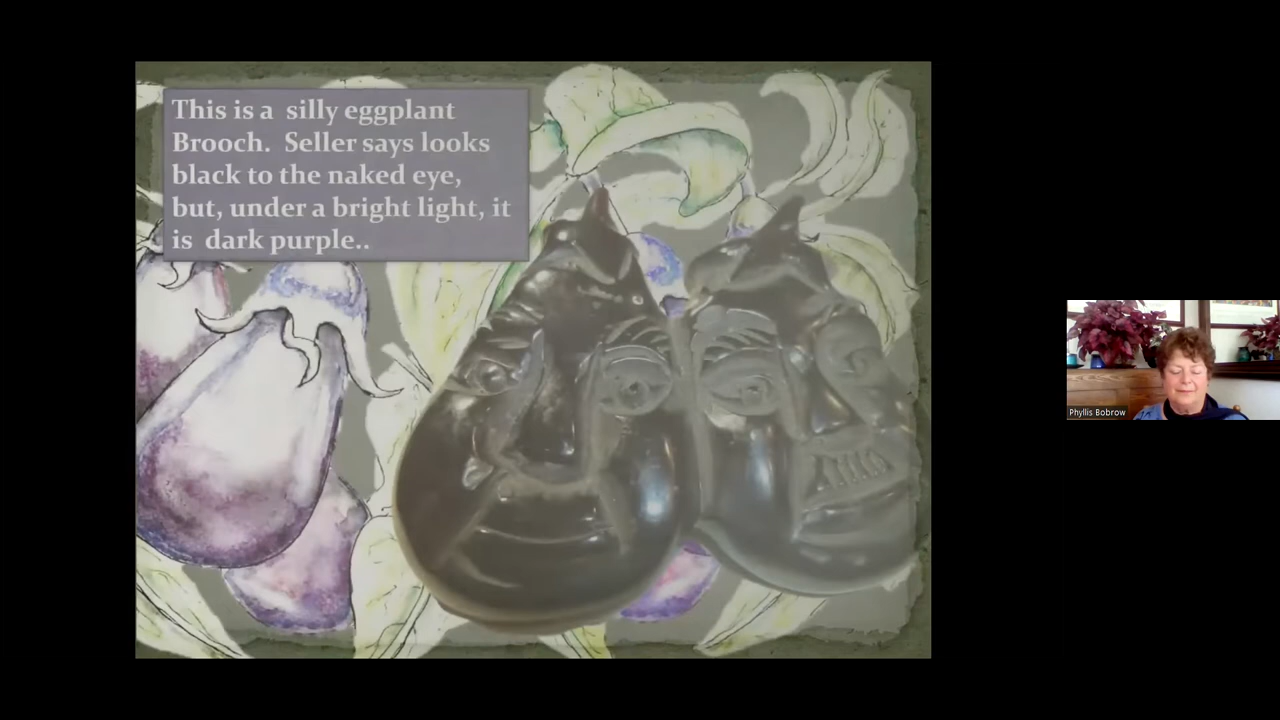 This is a silly eggplant
Brooch. Seller says looks
black to the naked eye,
but, under a bright light, it
is dark purple..
Phyllis Bobrow